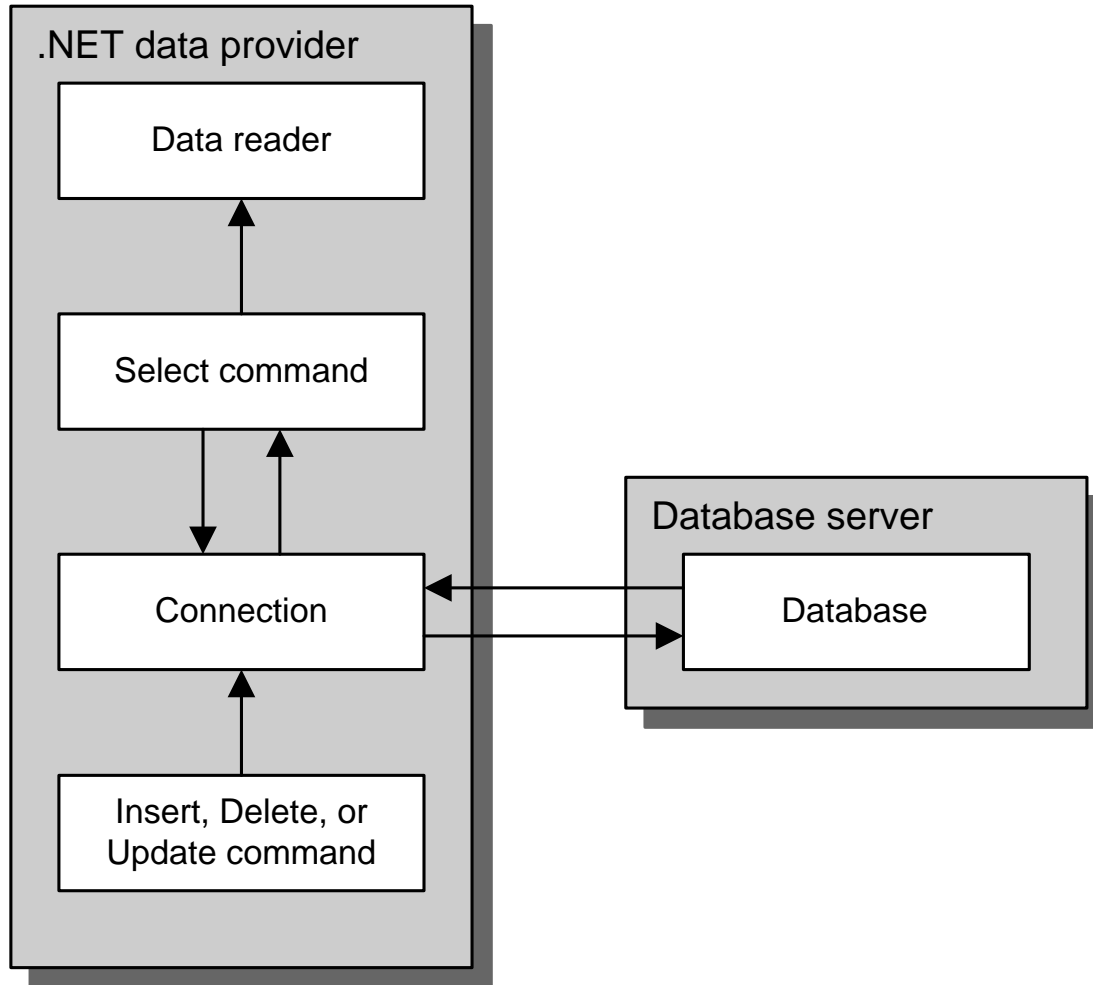 .NET data provider
Data reader
Select command
Connection
Insert, Delete, or
Update command
Database server
Database